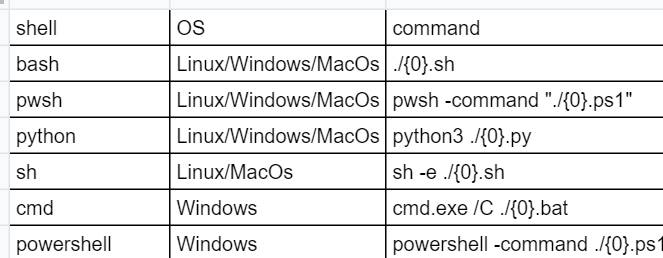 shell OS command
bash Linux/Windows/MacOs ./{0}.sh
pwsh Linux/Windows/MacOs pwsh -command "./{0}.ps1"
python Linux/Windows/MacOs python3 ./{0}.py
sh Linux/MacOs sh -e ./{0}.sh
cmd Windows cmd.exe /C ./{0}.bat
powershell Windows powershell -command ./{0}.ps1